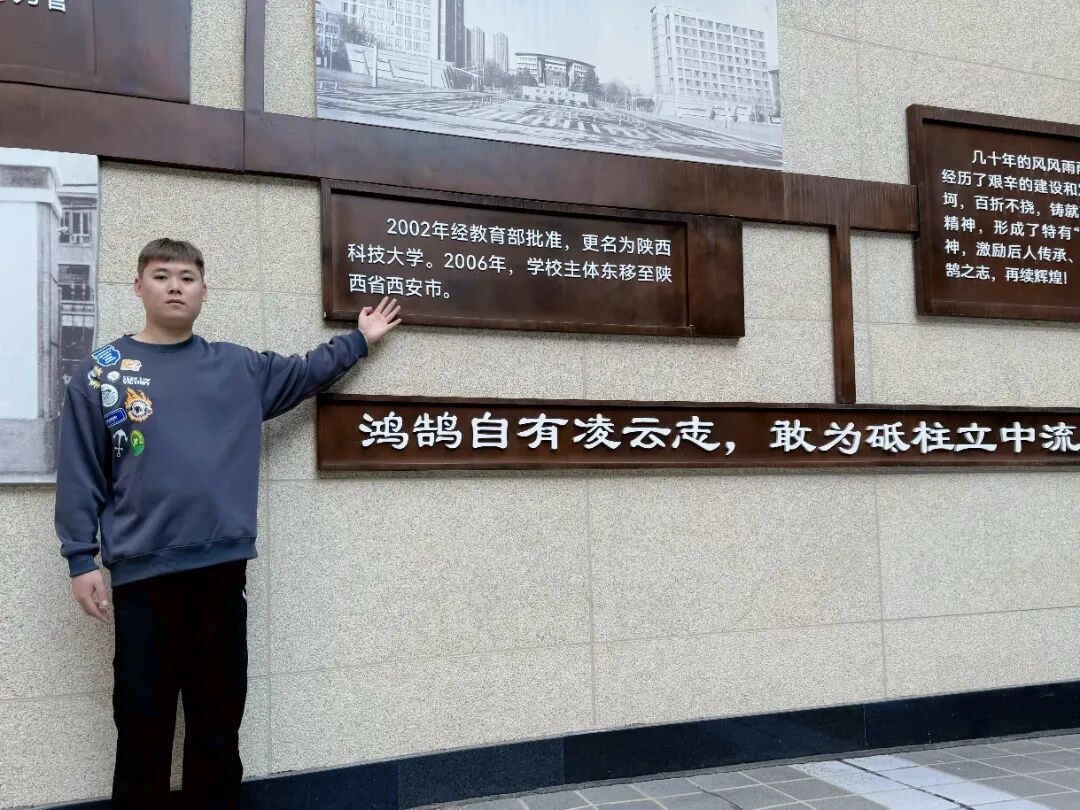 2002年经教育部批准，更名为陕西
科技大学。2006年，学校主体东移至陕
西省西安市。
几十年的风风雨雨
经历了艰辛的建设和
坷，百折不挠，铸就
精神，形成了特有“
神，激励后人传承、
鹄之志，再续辉煌！
鸿鹄自有凌云志，敢为砥柱立中流